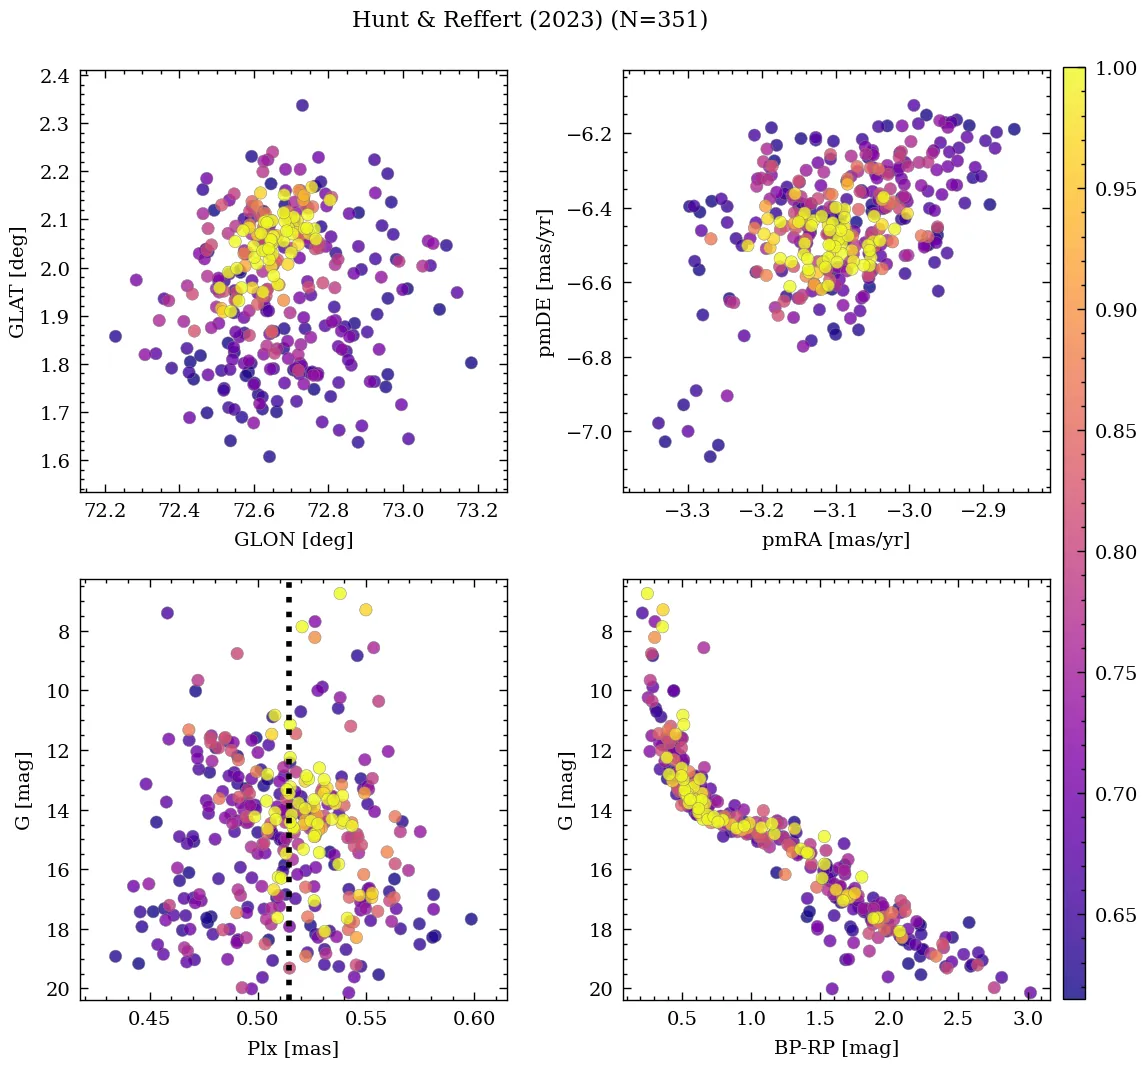 Hunt & Reffert (2023) (N=351)
2.4
2.3
2.2
2.1
2.0
1.9
1.8
1.7
1.6
GLAT [deg]
72.2 72.4 72.6 72.8 73.0 73.2
GLON [deg]
−6.2
−6.4
−6.6
−6.8
−7.0
pmDE [mas/yr]
−3.3 −3.2 −3.1 −3.0 −2.9
pmRA [mas/yr]
8
10
12
14
16
18
20
G [mag]
0.45 0.50 0.55 0.60
Plx [mas]
8
10
12
14
16
18
20
G [mag]
0.5 1.0 1.5 2.0 2.5 3.0
BP-RP [mag]
1.00
0.95
0.90
0.85
0.80
0.75
0.70
0.65